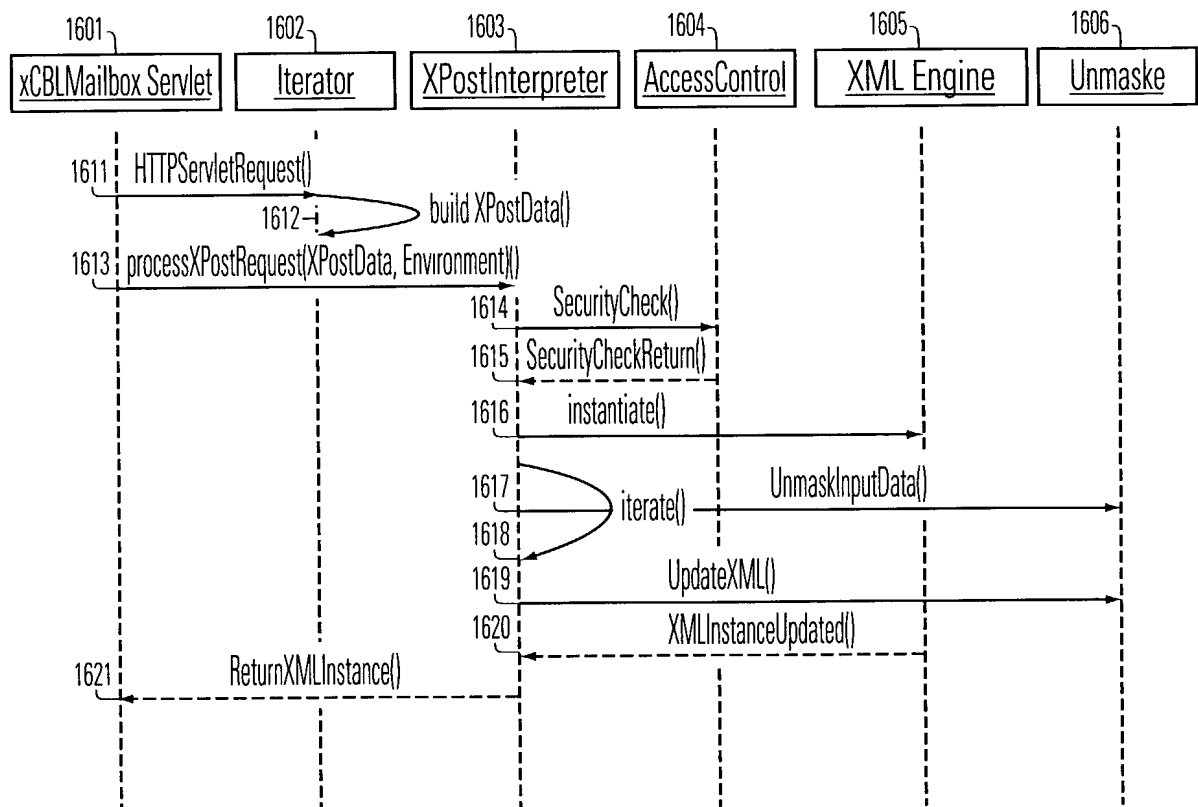 1601 1602 1603 1604 1605 1606
xCBLMailbox Servlet Iterator XPostInterpreter AccessControl XML Engine Unmaske
1611 HTTPServletRequest()
1612 build XPostData()
1613 processXPostRequest(XPostData, Environment)()
1614 SecurityCheck()
1615 SecurityCheckReturn()
1616 instantiate()
1617 iterate() UnmaskInputData()
1618
1619 UpdateXML()
1620 XMLInstanceUpdated()
1621 ReturnXMLInstance()